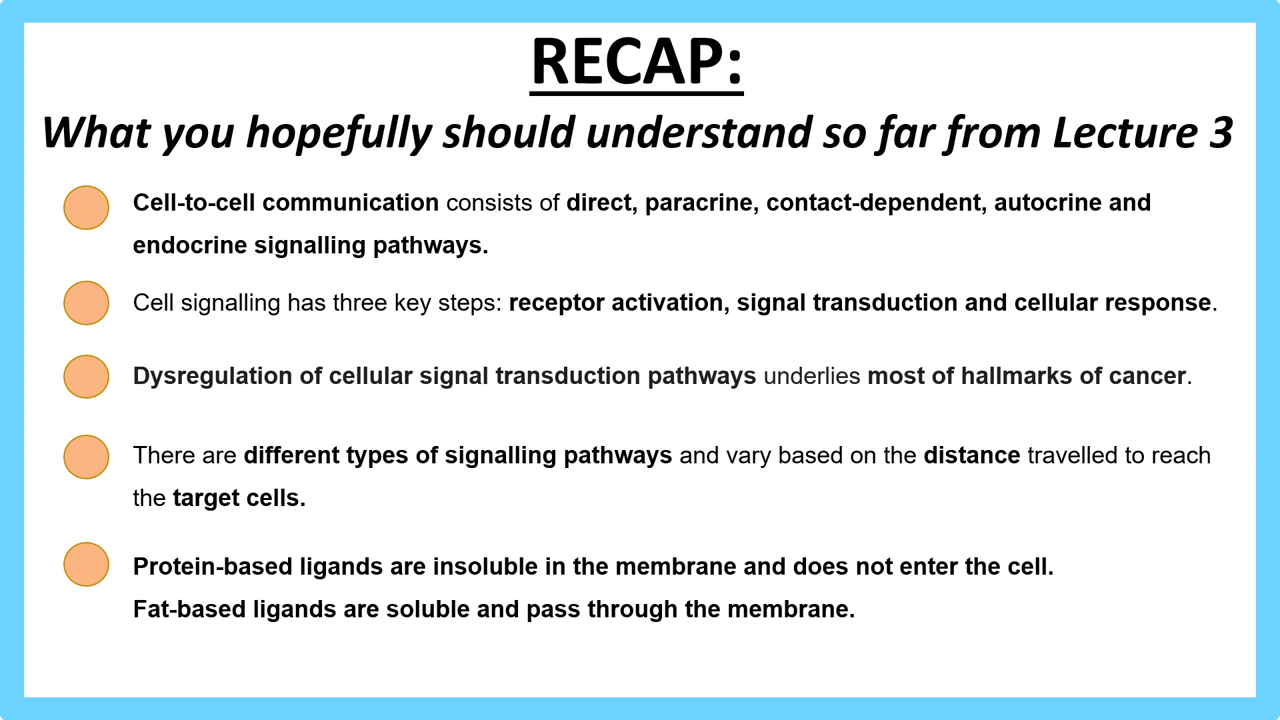 RECAP:
What you hopefully should understand so far from Lecture 3
Cell-to-cell communication consists of direct, paracrine, contact-dependent, autocrine and
endocrine signalling pathways.
Cell signalling has three key steps: receptor activation, signal transduction and cellular response.
Dysregulation of cellular signal transduction pathways underlies most of hallmarks of cancer.
There are different types of signalling pathways and vary based on the distance travelled to reach
the target cells.
Protein-based ligands are insoluble in the membrane and does not enter the cell.
Fat-based ligands are soluble and pass through the membrane.